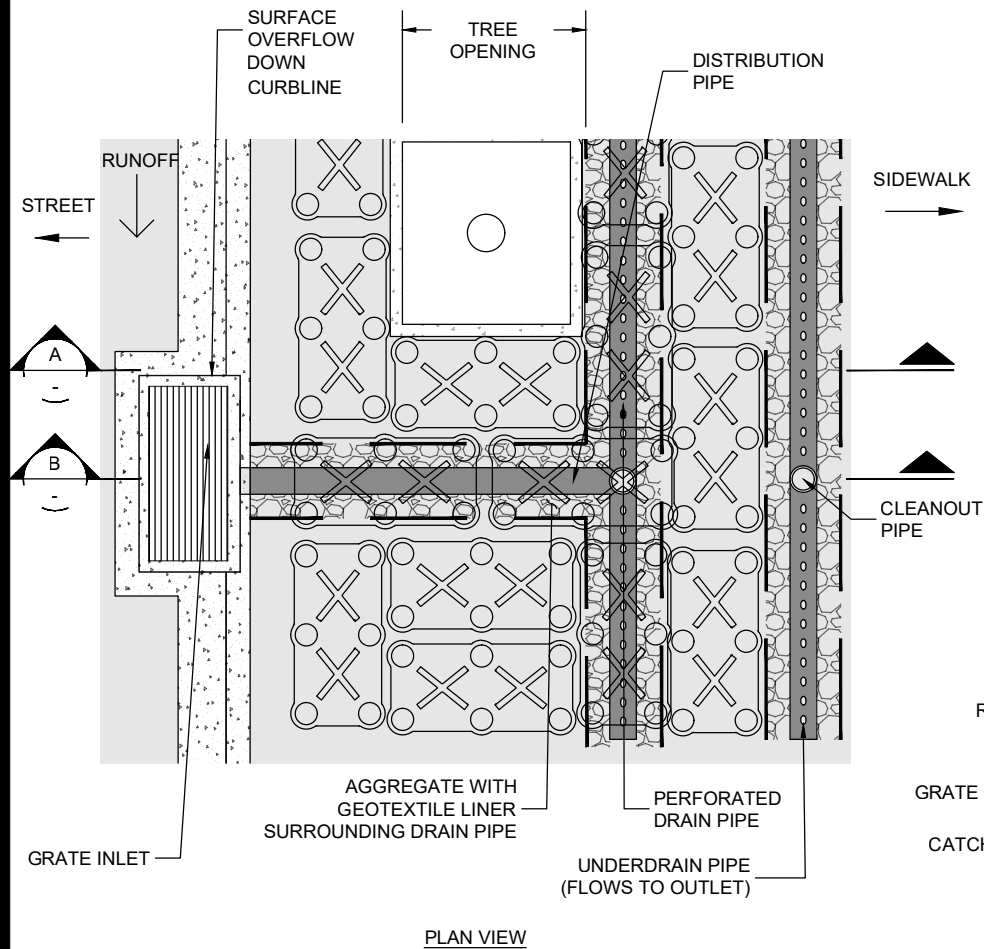 SURFACE
OVERFLOW
DOWN
CURBLINE
TREE
OPENING
DISTRIBUTION
PIPE
RUNOFF
STREET
SIDEWALK
A
-
B
-
CLEANOUT
PIPE
R
AGGREGATE WITH
GEOTEXTILE LINER
SURROUNDING DRAIN PIPE
PERFORATED
DRAIN PIPE
GRATE
CATCH
GRATE INLET
UNDERDRAIN PIPE
(FLOWS TO OUTLET)
PLAN VIEW